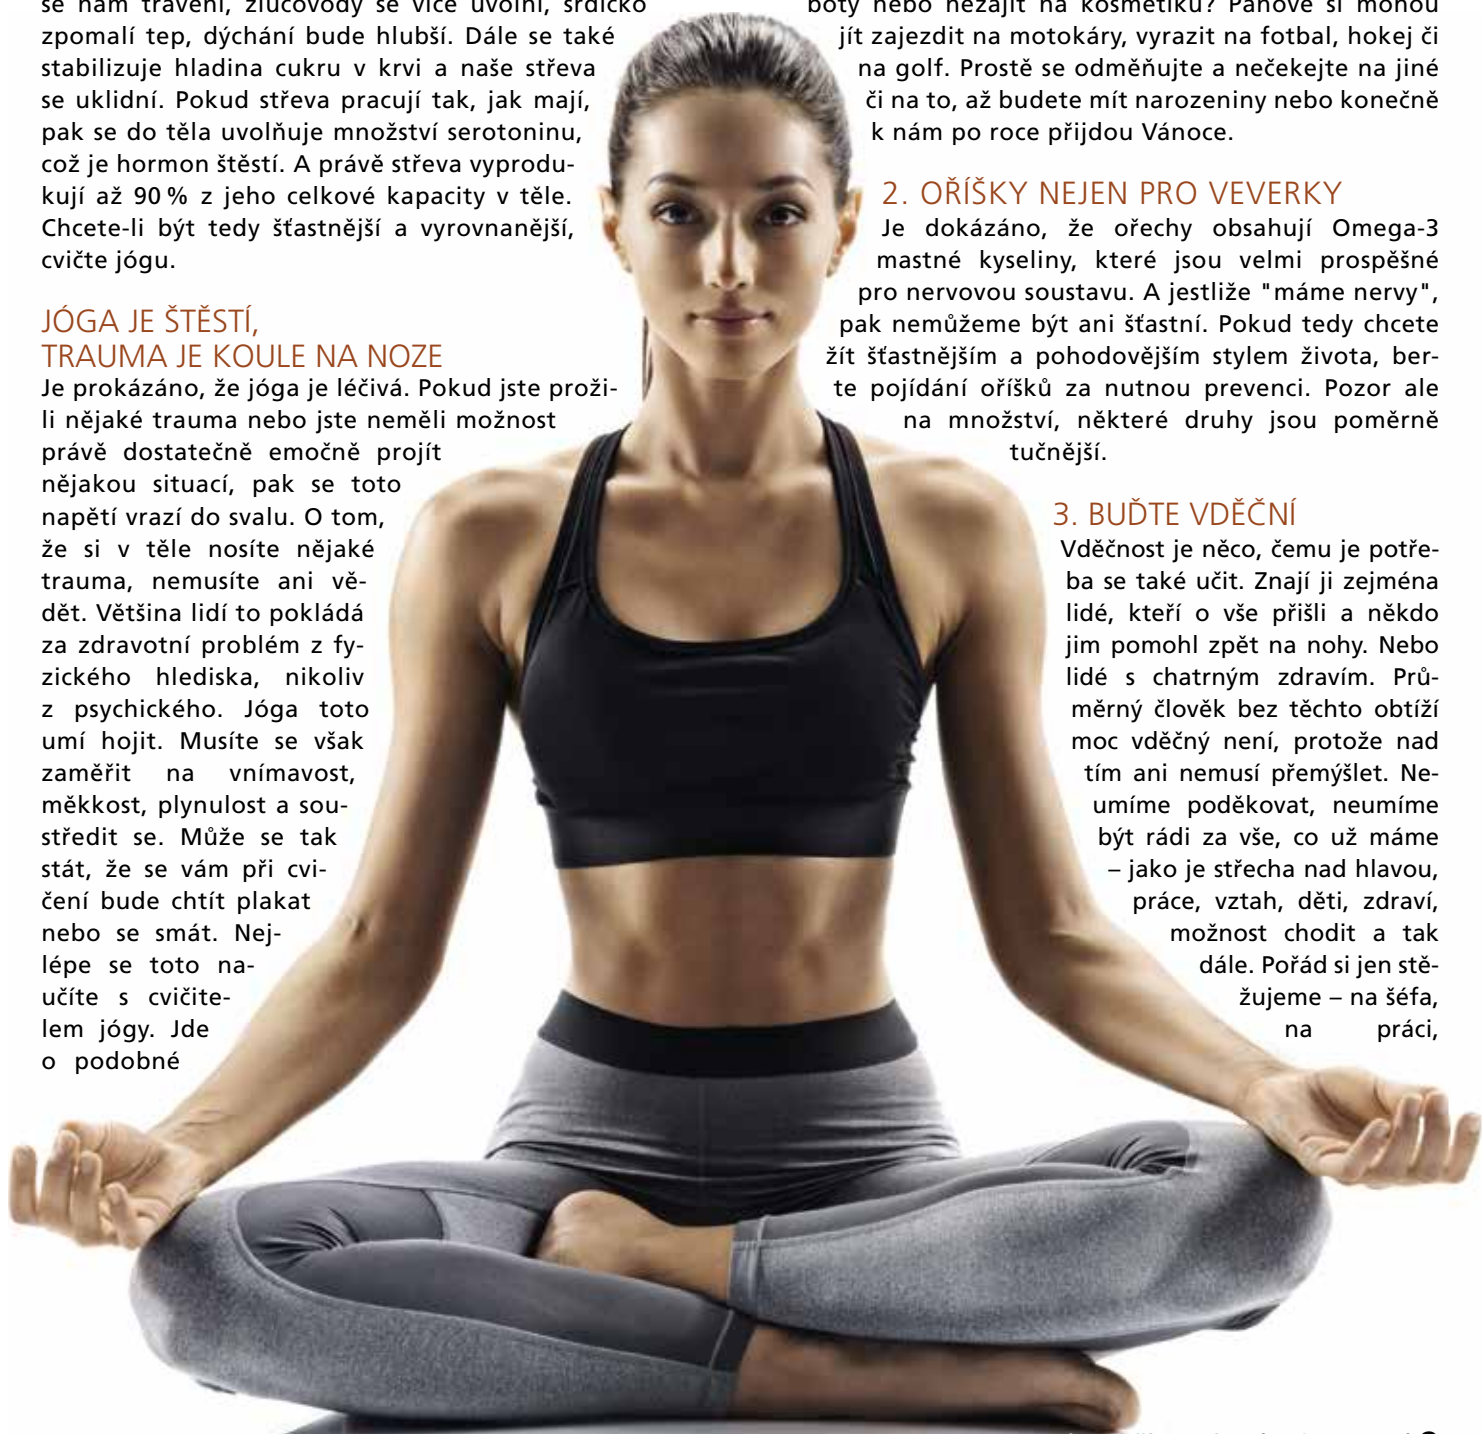 se nám trávení, žlučovody se více uvolní, srdíčko
zpomalí tep, dýchání bude hlubší. Dále se také
stabilizuje hladina cukru v krvi a naše střeva
se uklidní. Pokud střeva pracují tak, jak mají,
pak se do těla uvolňuje množství serotoninu,
což je hormon štěstí. A právě střeva vyprodu-
kují až 90 % z jeho celkové kapacity v těle.
Chcete-li být tedy šťastnější a vyrovnanější,
cvičte jógu.
JÓGA JE ŠTĚSTÍ,
TRAUMA JE KOULE NA NOZE
Je prokázáno, že jóga je léčivá. Pokud jste proži-
li nějaké trauma nebo jste neměli možnost
právě dostatečně emočně projít
nějakou situací, pak se toto
napětí vrazí do svalu. O tom,
že si v těle nosíte nějaké
trauma, nemusíte ani vě-
dět. Většina lidí to pokládá
za zdravotní problém z fy-
zického hlediska, nikoliv
z psychického. Jóga toto
umí hojit. Musíte se však
zaměřit na vnímavost,
měkkost, plynulost a sou-
středit se. Může se tak
stát, že se vám při cvi-
čení bude chtít plakat
nebo se smát. Nej-
lépe se toto na-
učíte s cvičite-
lem jógy. Jde
o podobné
boty nebo nezajít na kosmetiku? Pánové si mohou
jít zajezdit na motokáry, vyrazit na fotbal, hokej či
na golf. Prostě se odměňujte a nečekejte na jiné
či na to, až budete mít narozeniny nebo konečně
k nám po roce přijdou Vánoce.
2. OŘÍŠKY NEJEN PRO VEVERKY
Je dokázáno, že ořechy obsahují Omega-3
mastné kyseliny, které jsou velmi prospěšné
pro nervovou soustavu. A jestliže "máme nervy",
pak nemůžeme být ani šťastní. Pokud tedy chcete
žít šťastnějším a pohodovějším stylem života, ber-
te pojídání oříšků za nutnou prevenci. Pozor ale
na množství, některé druhy jsou poměrně
tučnější.
3. BUĎTE VDĚČNÍ
Vděčnost je něco, čemu je potře-
ba se také učit. Znají ji zejména
lidé, kteří o vše přišli a někdo
jim pomohl zpět na nohy. Nebo
lidé s chatrným zdravím. Prů-
měrný člověk bez těchto obtíží
moc vděčný není, protože nad
tím ani nemusí přemýšlet. Ne-
umíme poděkovat, neumíme
být rádi za vše, co už máme
– jako je střecha nad hlavou,
práce, vztah, děti, zdraví,
možnost chodit a tak
dále. Pořád si jen stě-
žujeme – na šéfa,
na práci,